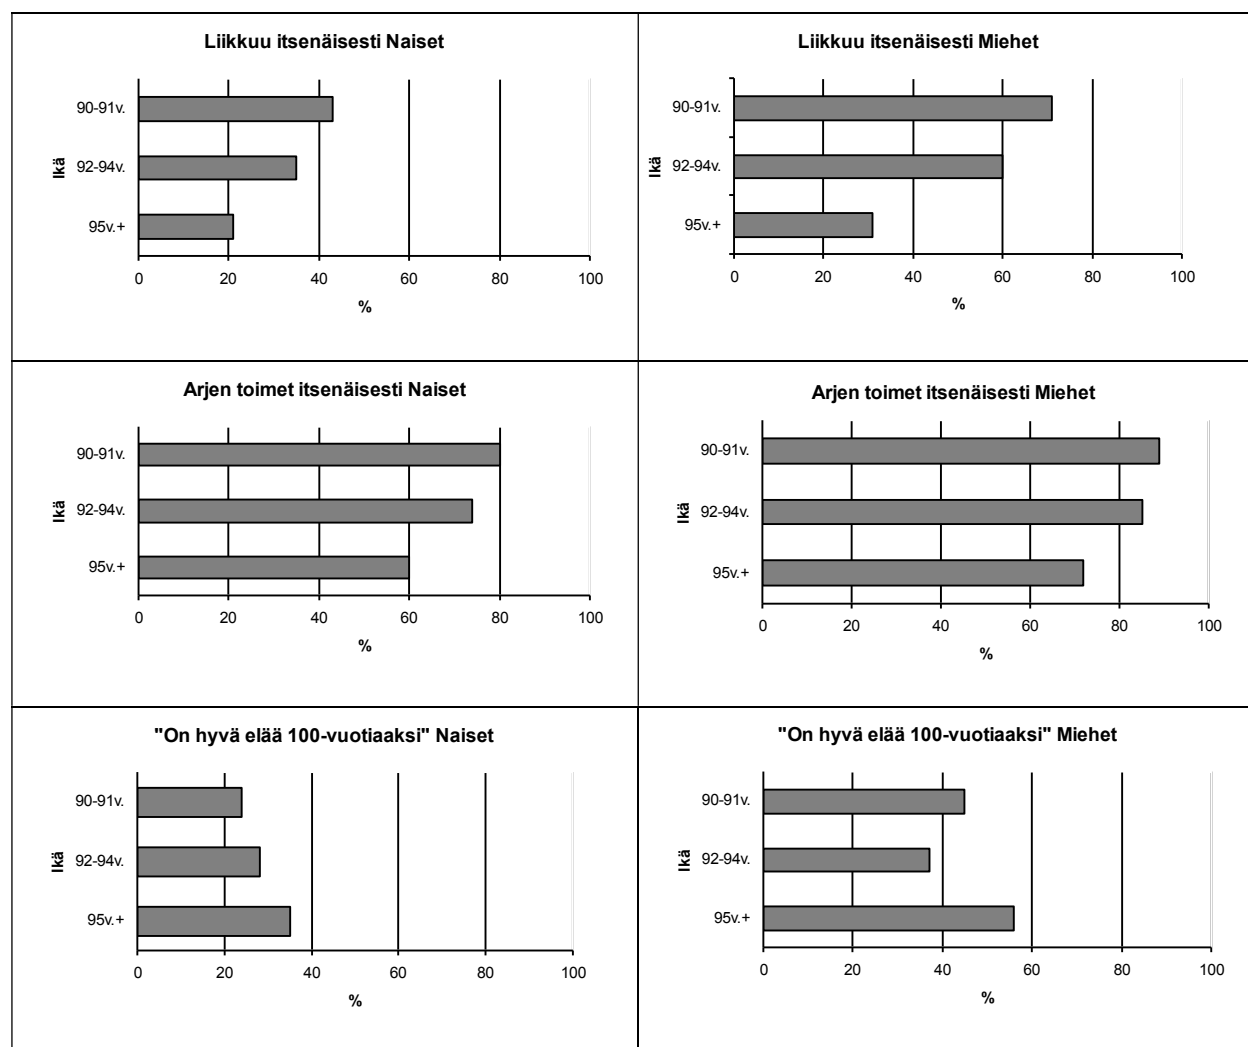 Liikkuu itsenäisesti Naiset
Ikä
90-91v.
92-94v.
95v.+
0 20 40 60 80 100
%
Liikkuu itsenäisesti Miehet
Ikä
90-91v.
92-94v.
95v.+
0 20 40 60 80 100
%
Arjen toimet itsenäisesti Naiset
Ikä
90-91v.
92-94v.
95v.+
0 20 40 60 80 100
%
Arjen toimet itsenäisesti Miehet
Ikä
90-91v.
92-94v.
95v.+
0 20 40 60 80 100
%
"On hyvä elää 100-vuotiaaksi" Naiset
Ikä
90-91v.
92-94v.
95v.+
0 20 40 60 80 100
%
"On hyvä elää 100-vuotiaaksi" Miehet
Ikä
90-91v.
92-94v.
95v.+
0 20 40 60 80 100
%